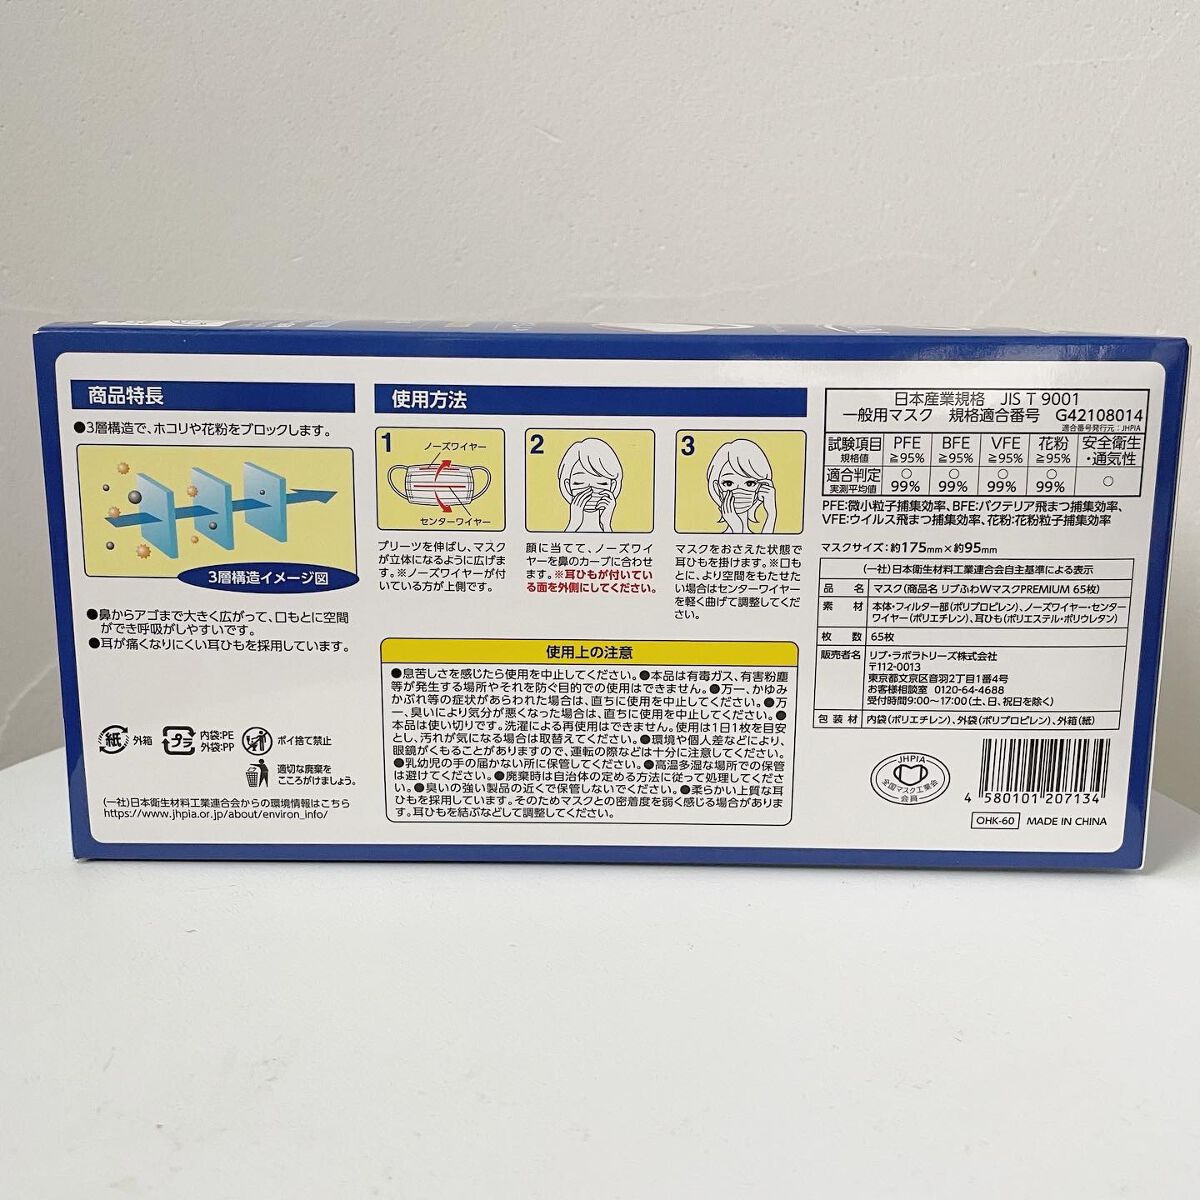 商品特長
●3層構造で、ホコリや花粉をブロックします。
3層構造イメージ図
●鼻からアゴまで大きく広がって、口もとに空間
ができ呼吸がしやすいです。
●耳が痛くなりにくい耳ひもを採用しています。
紙
外箱
プラ
内袋:PE
外袋:PP
ポイ捨て禁止
適切な廃棄を
こころがけましょう。
(一社)日本衛生材料工業連合会からの環境情報はこちら
https://www.jhpia.or.jp/about/environ_info/
使用方法
1
ノーズワイヤー
センターワイヤー
プリーツを伸ばし、マスク
が立体になるように広げま
す。※ノーズワイヤーが付
いている方が上側です。
2
顔に当てて、ノーズワイ
ヤーを鼻のカーブに合わせ
ます。※耳ひもが付いてい
る面を外側にしてください。
3
マスクをおさえた状態で
耳ひもを掛けます。※口も
とに、より空間をもたせた
い場合はセンターワイヤー
を軽く曲げて調整してくだ
さい。
使用上の注意
●息苦しさを感じたら使用を中止してください。●本品は有毒ガス、有害粉塵
等が発生する場所やそれを防ぐ目的での使用はできません。●万一、かゆみ
かぶれ等の症状があらわれた場合は、直ちに使用を中止してください。●万
一、臭いにより気分が悪くなった場合は、直ちに使用を中止してください。●
本品は使い切りです。洗濯による再使用はできません。使用は1日1枚を目安
とし、汚れが気になる場合は取替えてください。●環境や個人差などにより、
眼鏡がくもることがありますので、運転の際などは十分に注意してください。
●乳幼児の手の届かない所に保管してください。●高温多湿な場所での保管
は避けてください。●廃棄時は自治体の定める方法に従って処理してくださ
い。●臭いの強い製品の近くで保管しないでください。●柔らかい上質な耳
ひもを採用しています。そのためマスクとの密着度を弱く感じる場合がありま
す。耳ひもを結ぶなどして調整してください。
日本産業規格 JIS T 9001
一般用マスク 規格適合番号 G42108014
適合番号発行元:JHPIA
試験項目 PFE BFE VFE 花粉 安全衛生
規格値 ≧95% ≧95% ≧95% ≧95% ・通気性
適合判定 ○ ○ ○ ○ ○
実測平均値 99% 99% 99% 99%
PFE:微小粒子捕集効率、BFE:バクテリア飛まつ捕集効率、
VFE:ウイルス飛まつ捕集効率、花粉:花粉粒子捕集効率
マスクサイズ:約175mm×約95mm
(一社)日本衛生材料工業連合会自主基準による表示
品名 マスク(商品名 リブふわWマスクPREMIUM 65枚)
素材 本体・フィルター部(ポリプロピレン)、ノーズワイヤー・センター
ワイヤー(ポリエチレン)、耳ひも(ポリエステル・ポリウレタン)
枚数 65枚
販売者名 リブ・ラボラトリーズ株式会社
〒112-0013
東京都文京区音羽2丁目1番4号
お客様相談室 0120-64-4688
受付時間9:00〜17:00(土、日、祝日を除く)
包装材 内袋(ポリエチレン)、外袋(ポリプロピレン)、外箱(紙)
JHPIA
全国マスク工業会
会員
4 580101 207134
OHK-60 MADE IN CHINA